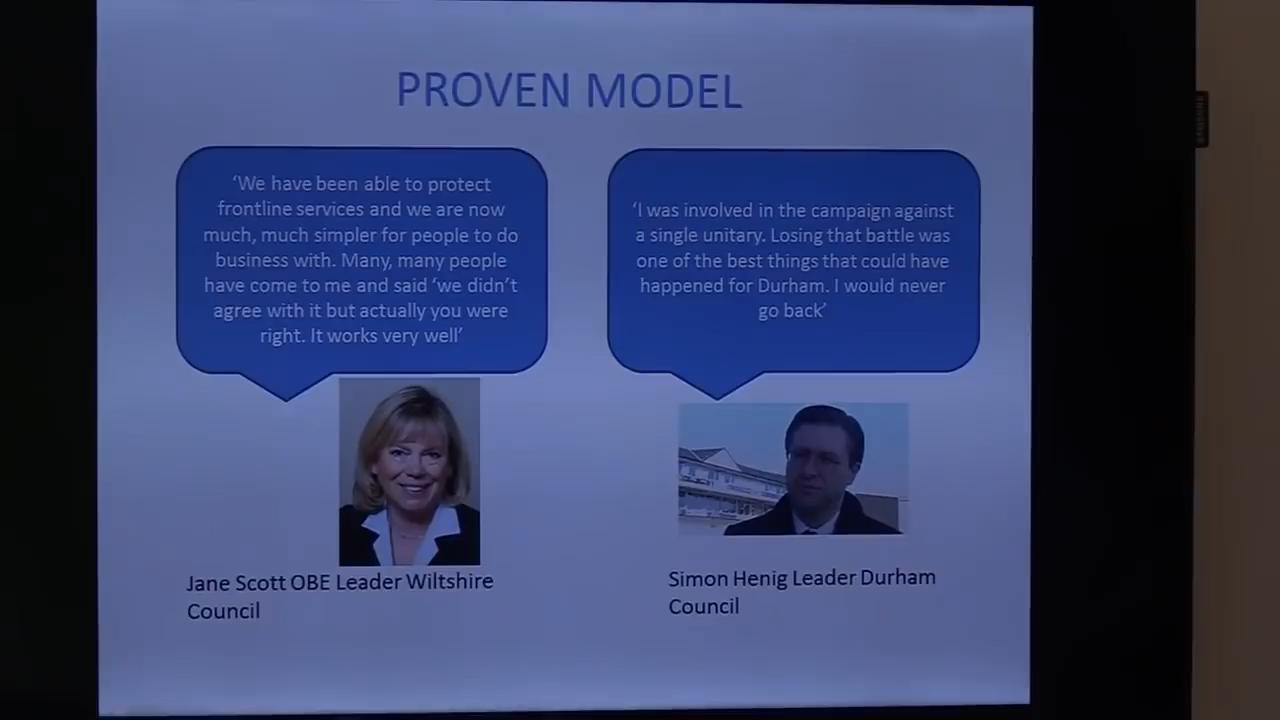 PROVEN MODEL
‘We have been able to protect
frontline services and we are now
much, much simpler for people to do
business with. Many, many people
have come to me and said ‘we didn’t
agree with it but actually you were
right. It works very well’
‘I was involved in the campaign against
a single unitary. Losing that battle was
one of the best things that could have
happened for Durham. I would never
go back’
Jane Scott OBE Leader Wiltshire
Council
Simon Henig Leader Durham
Council